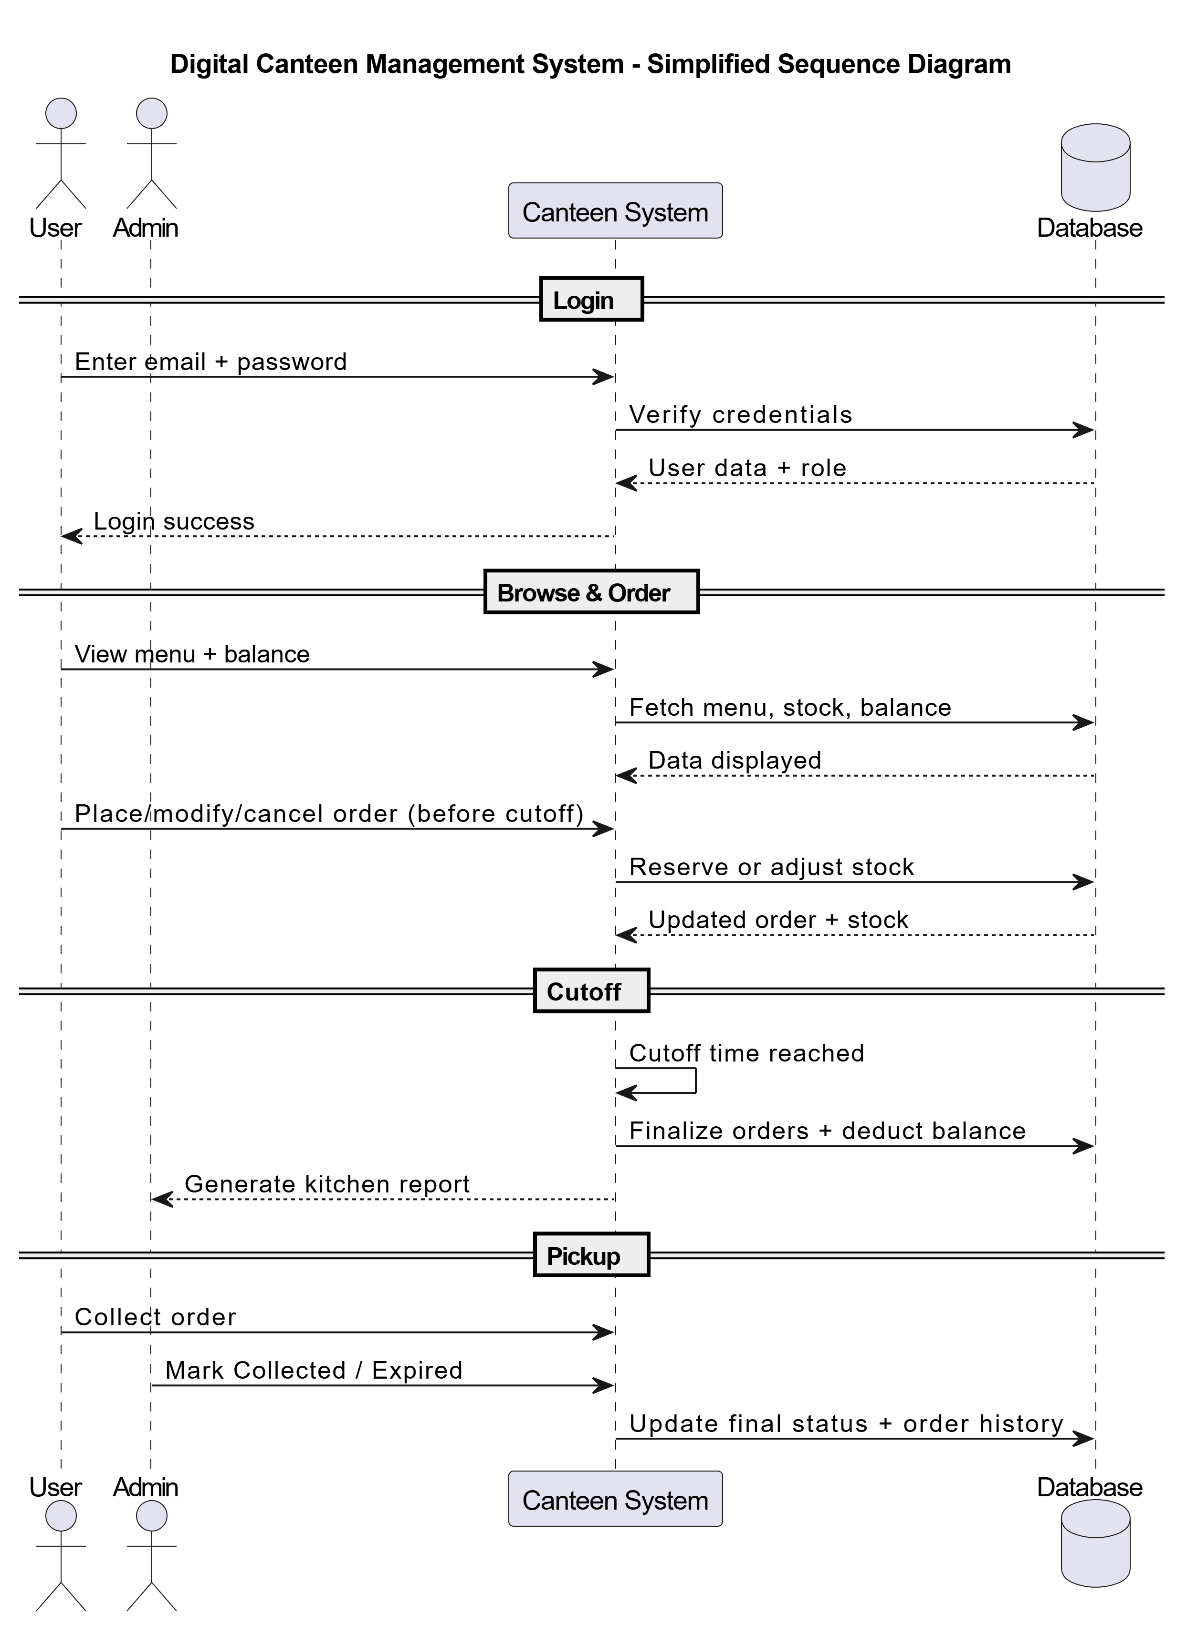 Digital Canteen Management System - Simplified Sequence Diagram
User
Admin
Canteen System
Database
Login
Enter email + password
Verify credentials
User data + role
Login success
Browse & Order
View menu + balance
Fetch menu, stock, balance
Data displayed
Place/modify/cancel order (before cutoff)
Reserve or adjust stock
Updated order + stock
Cutoff
Cutoff time reached
Finalize orders + deduct balance
Generate kitchen report
Pickup
Collect order
Mark Collected / Expired
Update final status + order history
User
Admin
Canteen System
Database